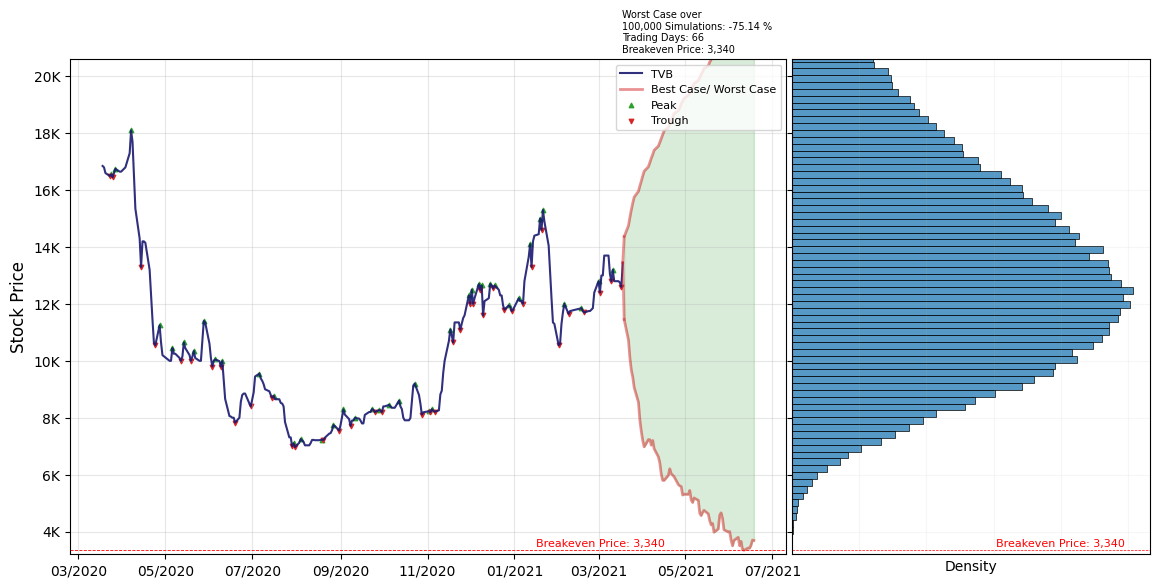 Worst Case over
100,000 Simulations: -75.14 %
Trading Days: 66
Breakeven Price: 3,340
TVB
Best Case/ Worst Case
Peak
Trough
Stock Price
20K
18K
16K
14K
12K
10K
8K
6K
4K
Breakeven Price: 3,340
Breakeven Price: 3,340
03/2020
05/2020
07/2020
09/2020
11/2020
01/2021
03/2021
05/2021
07/2021
Density